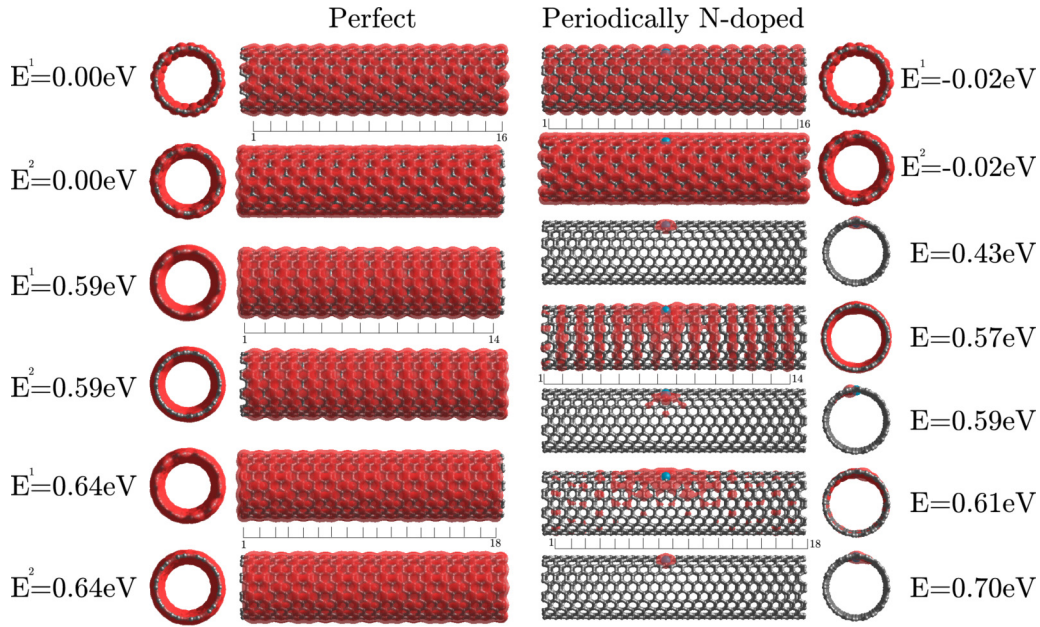 Perfect
Periodically N-doped
E¹=0.00eV
E¹=-0.02eV
1 16
1 16
E²=0.00eV
E²=-0.02eV
E=0.43eV
E¹=0.59eV
E=0.57eV
1 14
1 14
E²=0.59eV
E=0.59eV
E¹=0.64eV
E=0.61eV
1 18
1 18
E²=0.64eV
E=0.70eV